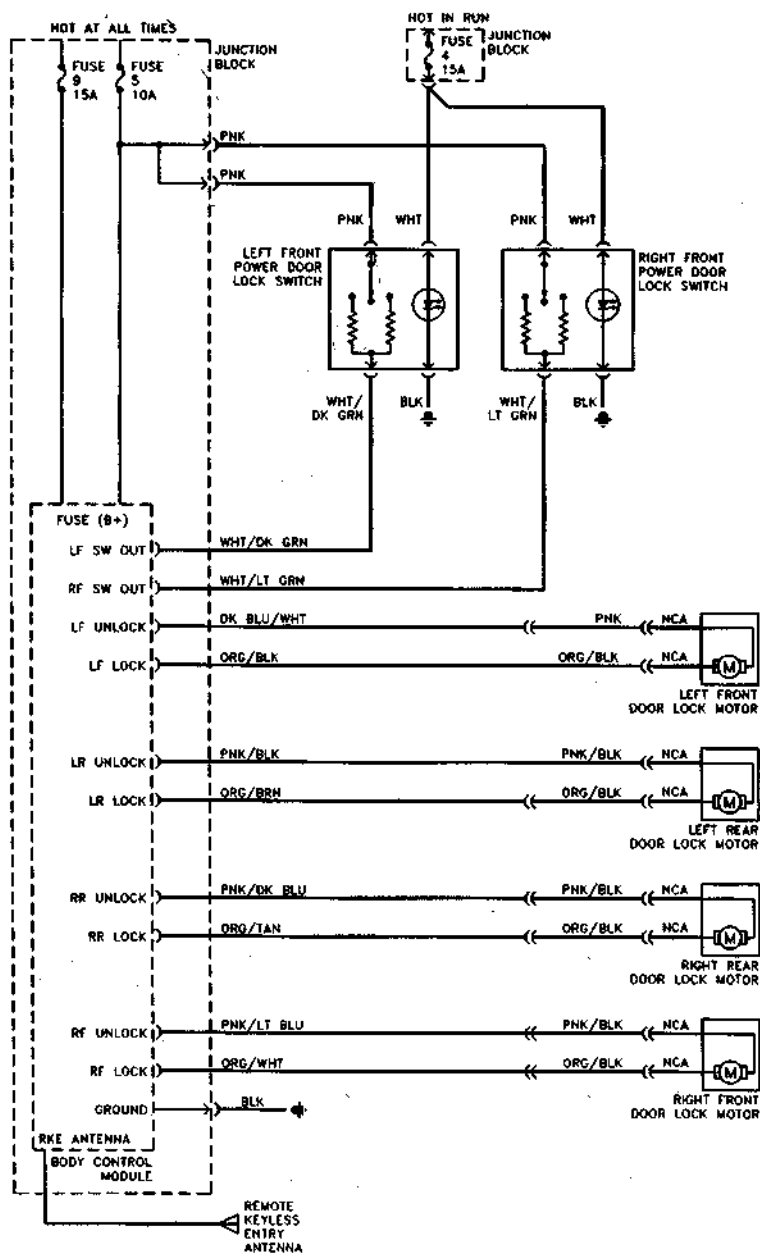 HOT AT ALL TIMES
HOT IN RUN
FUSE
9
15A
FUSE
5
10A
JUNCTION
BLOCK
FUSE
4
15A
JUNCTION
BLOCK
PNK
PNK
PNK
WHT
PNK
WHT
LEFT FRONT
POWER DOOR
LOCK SWITCH
RIGHT FRONT
POWER DOOR
LOCK SWITCH
WHT/
DK GRN
BLK
WHT/
LT GRN
BLK
FUSE (B+)
LF SW OUT
WHT/DK GRN
RF SW OUT
WHT/LT GRN
LF UNLOCK
DK BLU/WHT
PNK
NCA
LF LOCK
ORG/BLK
ORG/BLK
NCA
M
LEFT FRONT
DOOR LOCK MOTOR
LR UNLOCK
PNK/BLK
PNK/BLK
NCA
LR LOCK
ORG/BRN
ORG/BLK
NCA
M
LEFT REAR
DOOR LOCK MOTOR
RR UNLOCK
PNK/DK BLU
PNK/BLK
NCA
RR LOCK
ORG/TAN
ORG/BLK
NCA
M
RIGHT REAR
DOOR LOCK MOTOR
RF UNLOCK
PNK/LT BLU
PNK/BLK
NCA
RF LOCK
ORG/WHT
ORG/BLK
NCA
M
RIGHT FRONT
DOOR LOCK MOTOR
GROUND
BLK
RKE ANTENNA
BODY CONTROL
MODULE
REMOTE
KEYLESS
ENTRY
ANTENNA